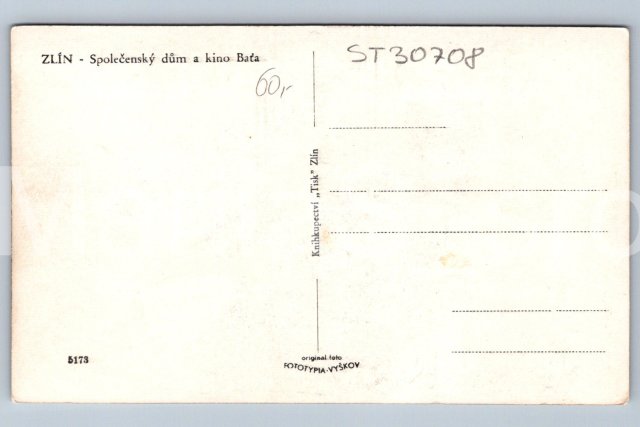 ZLÍN - Společenský dům a kino Baťa
60,-
ST30708
Knihkupectví „Tisk" Zlín
5173
original foto
FOTOTYPIA-VYŠKOV